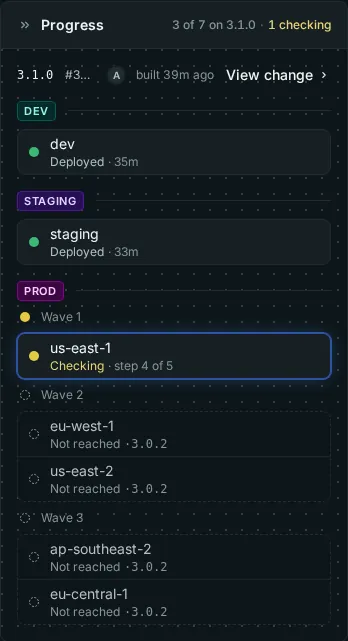 » Progress 3 of 7 on 3.1.0 · 1 checking
3.1.0 #3... A built 39m ago View change ›
DEV
dev
Deployed · 35m
STAGING
staging
Deployed · 33m
PROD
Wave 1
us-east-1
Checking · step 4 of 5
Wave 2
eu-west-1
Not reached · 3.0.2
us-east-2
Not reached · 3.0.2
Wave 3
ap-southeast-2
Not reached · 3.0.2
eu-central-1
Not reached · 3.0.2